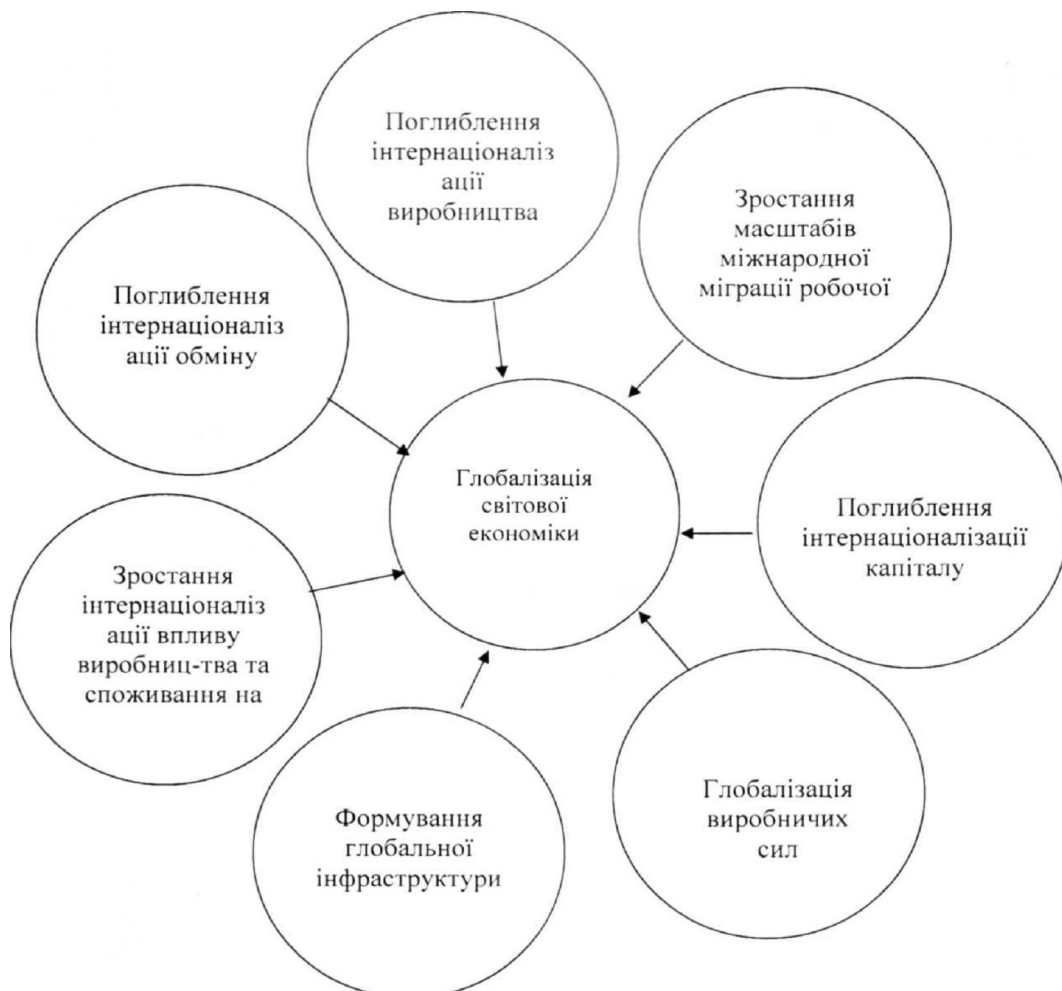 Поглиблення
інтернаціоналіз
ації
виробництва
Зростання
масштабів
міжнародної
міграції робочої
Поглиблення
інтернаціоналіз
ації обміну
Глобалізація
світової
економіки
Поглиблення
інтернаціоналізації
капіталу
Зростання
інтернаціоналіз
ації впливу
виробниц-тва та
споживання на
Глобалізація
виробничих
сил
Формування
глобальної
інфраструктури